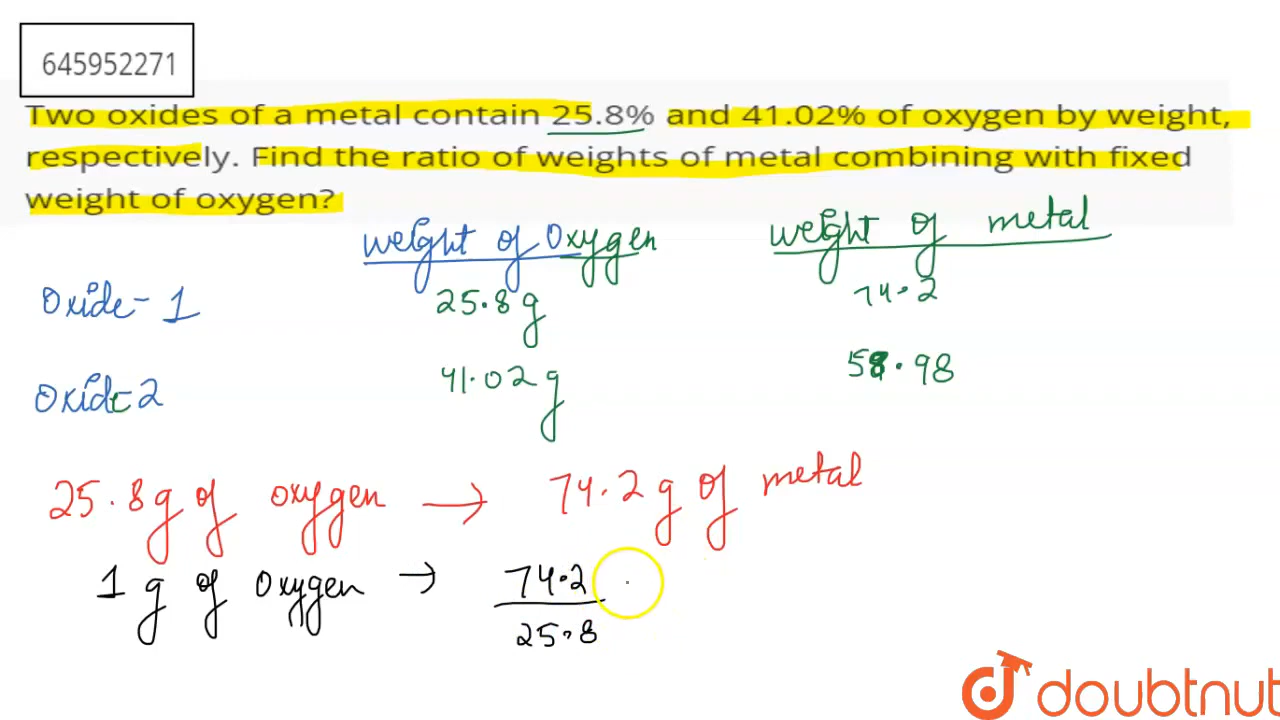 645952271
Two oxides of a metal contain 25.8% and 41.02% of oxygen by weight,
respectively. Find the ratio of weights of metal combining with fixed
weight of oxygen?
weight of Oxygen weight of metal
Oxide-1 25.8 g 74.2
Oxide-2 41.02 g 58.98
25.8g of oxygen → 74.2 g of metal
1 g of Oxygen → 74.2
25.8
doubtnut